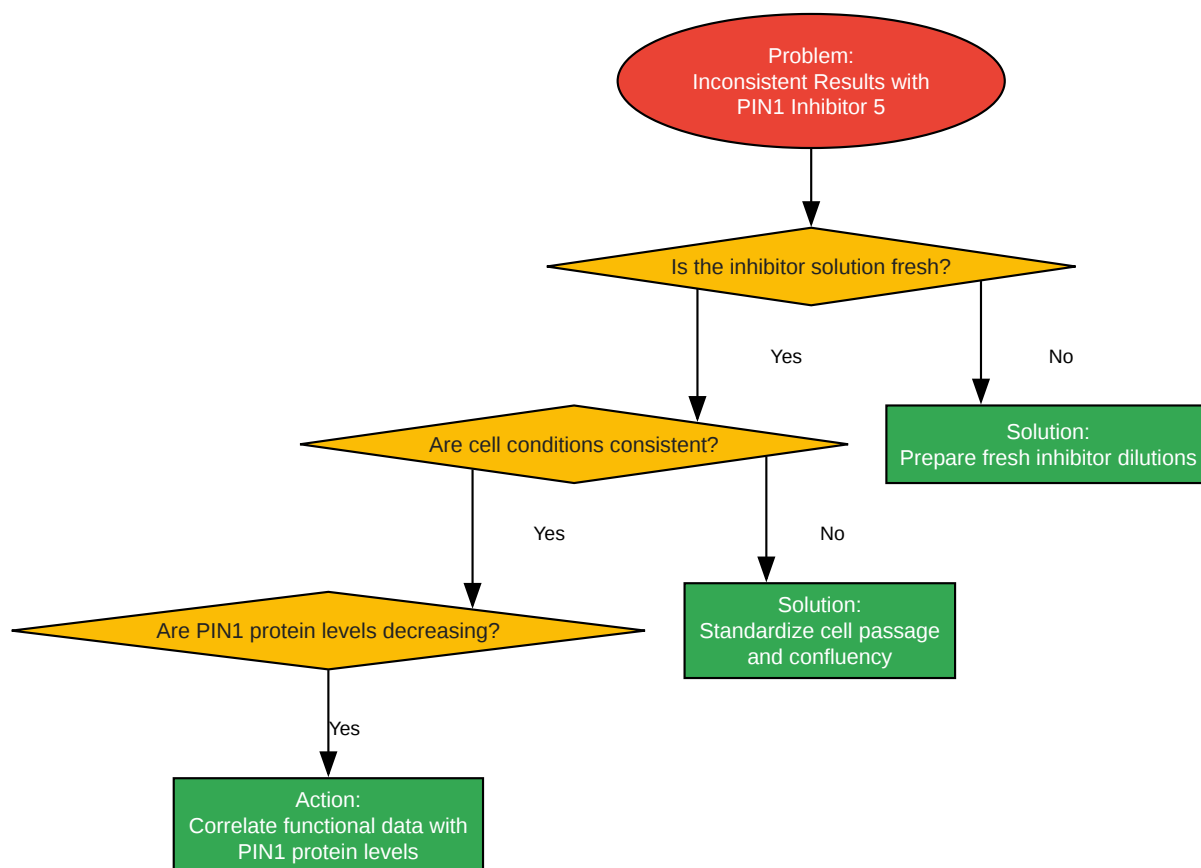 Problem:
Inconsistent Results with
PIN1 Inhibitor 5
Is the inhibitor solution fresh?
Yes
No
Are cell conditions consistent?
Solution:
Prepare fresh inhibitor dilutions
Yes
No
Are PIN1 protein levels decreasing?
Solution:
Standardize cell passage
and confluency
Yes
Action:
Correlate functional data with
PIN1 protein levels